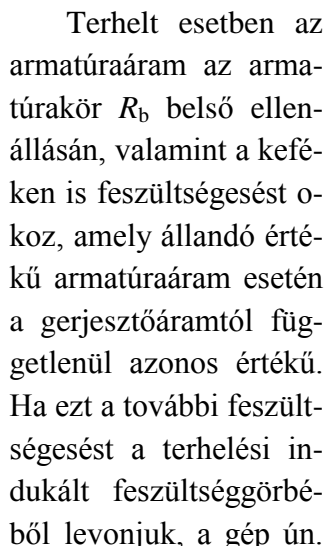 Terhelt esetben az
armatúraáram az arma-
túrakör Rb belső ellen-
állásán, valamint a kefé-
ken is feszültségesést o-
koz, amely állandó érté-
kű armatúraáram esetén
a gerjesztőáramtól füg-
getlenül azonos értékű.
Ha ezt a további feszült-
ségesést a terhelési in-
dukált feszültséggörbé-
ből levonjuk, a gép ún.